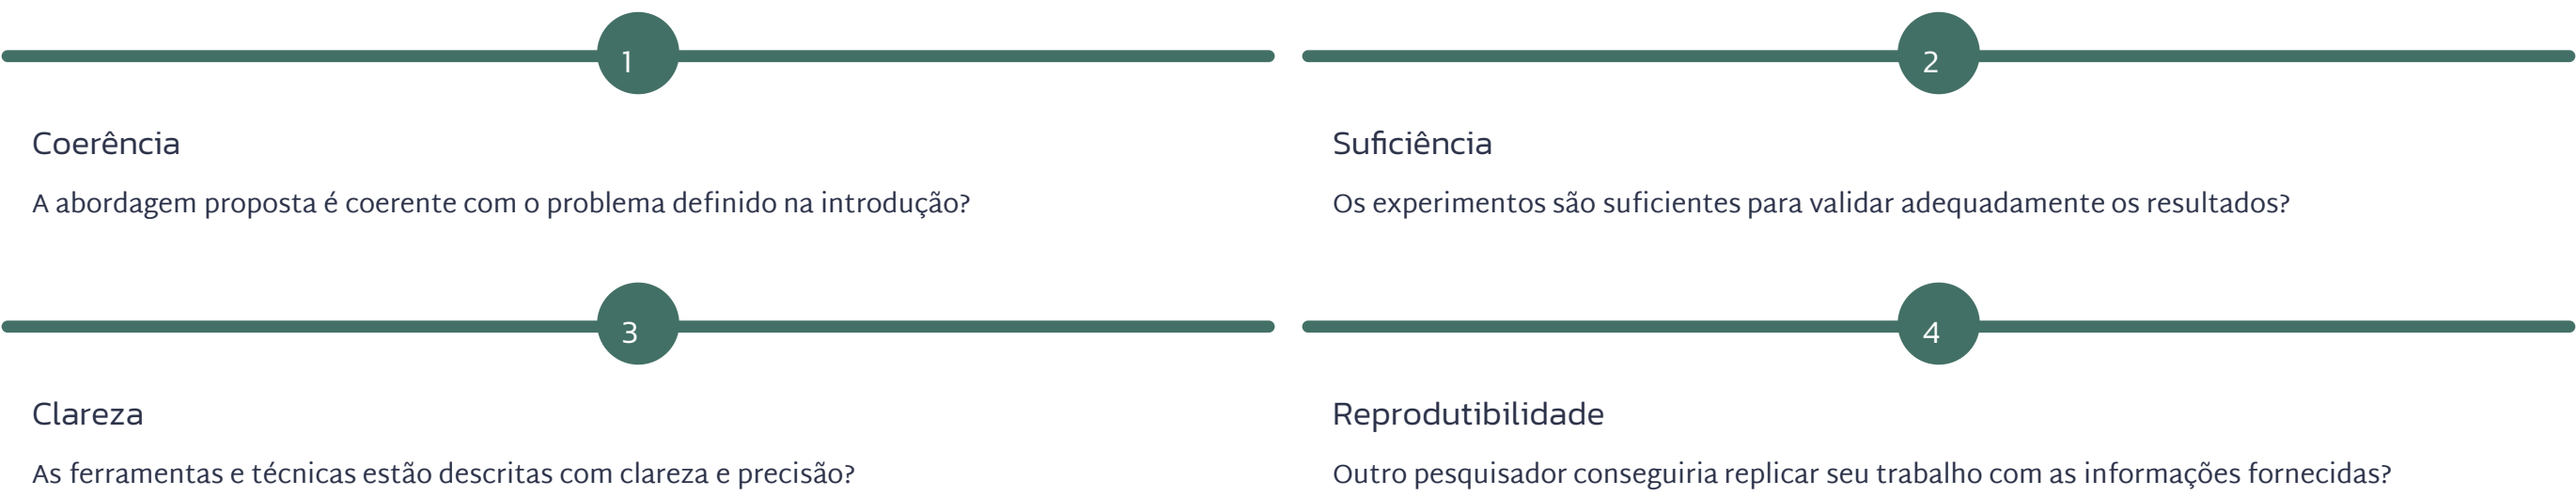 1
Coerência
A abordagem proposta é coerente com o problema definido na introdução?
2
Suficiência
Os experimentos são suficientes para validar adequadamente os resultados?
3
Clareza
As ferramentas e técnicas estão descritas com clareza e precisão?
4
Reprodutibilidade
Outro pesquisador conseguiria replicar seu trabalho com as informações fornecidas?